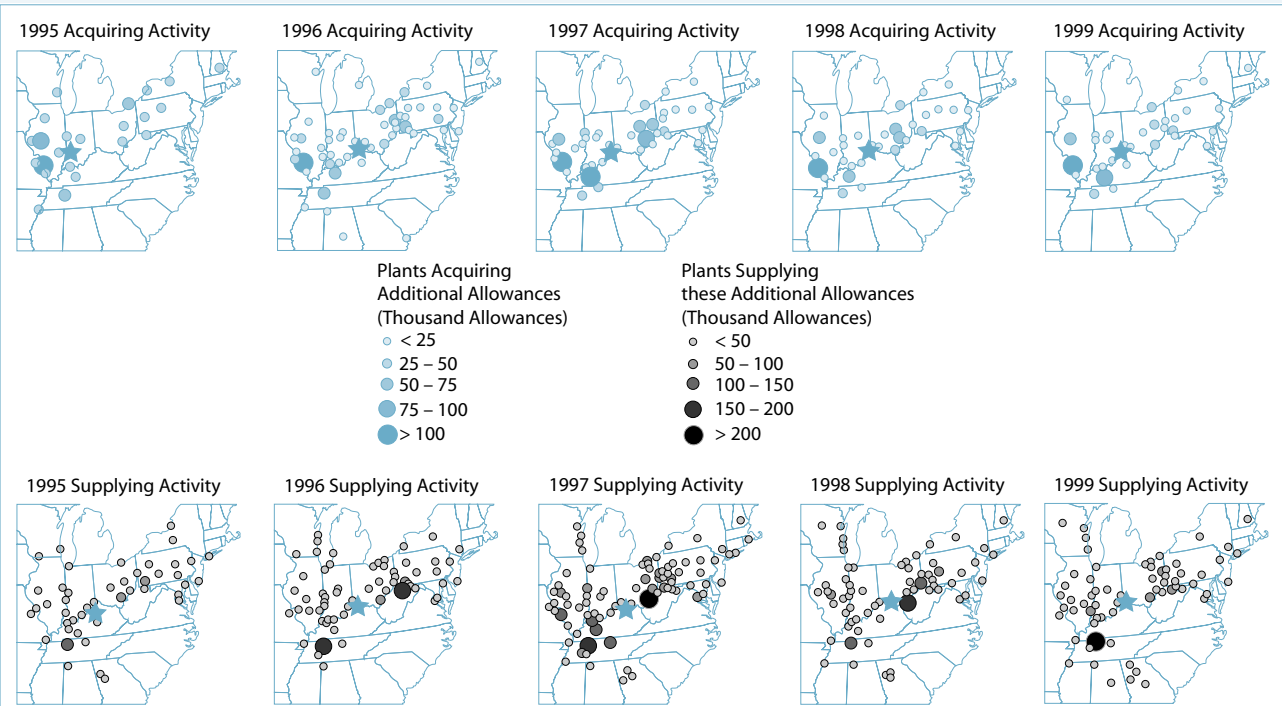 1995 Acquiring Activity
1996 Acquiring Activity
1997 Acquiring Activity
1998 Acquiring Activity
1999 Acquiring Activity
Plants Acquiring
Additional Allowances
(Thousand Allowances)
< 25
25 – 50
50 – 75
75 – 100
> 100
Plants Supplying
these Additional Allowances
(Thousand Allowances)
< 50
50 – 100
100 – 150
150 – 200
> 200
1995 Supplying Activity
1996 Supplying Activity
1997 Supplying Activity
1998 Supplying Activity
1999 Supplying Activity